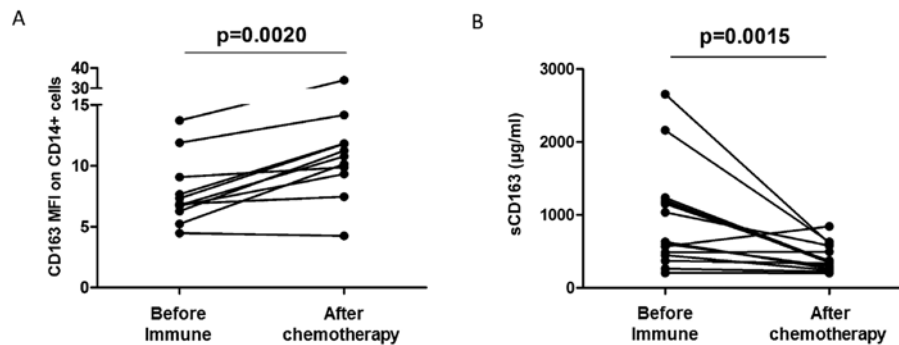 A
p=0.0020
CD163 MFI on CD14+ cells
40
30
15
10
5
0
Before
Immune
After
chemotherapy
B
p=0.0015
sCD163 (µg/ml)
3000
2000
1000
0
Before
Immune
After
chemotherapy